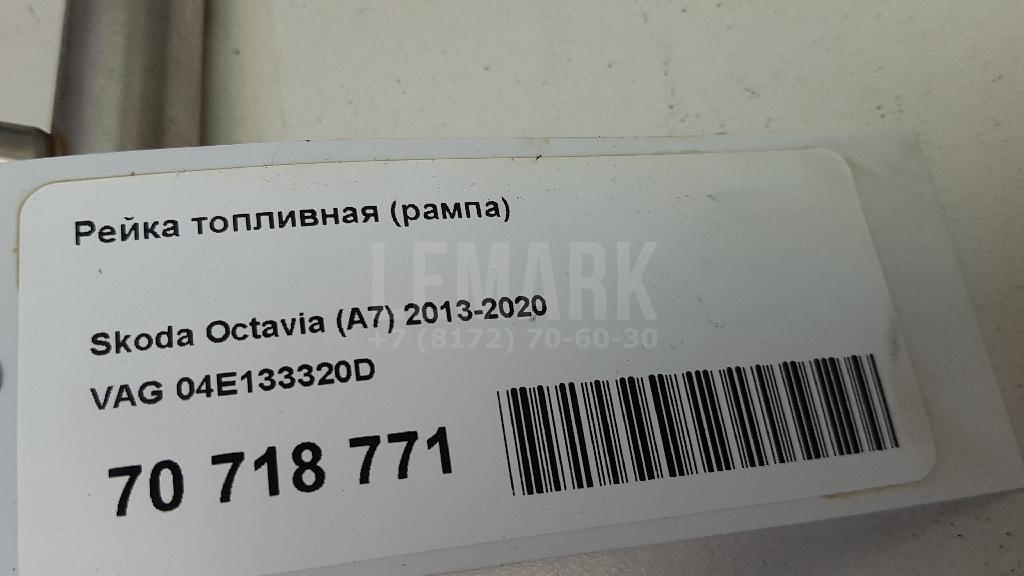 Рейка топливная (рампа)
LEMARK
Skoda Octavia (A7) 2013-2020
+7 (8172) 70-60-30
VAG 04E133320D
70 718 771